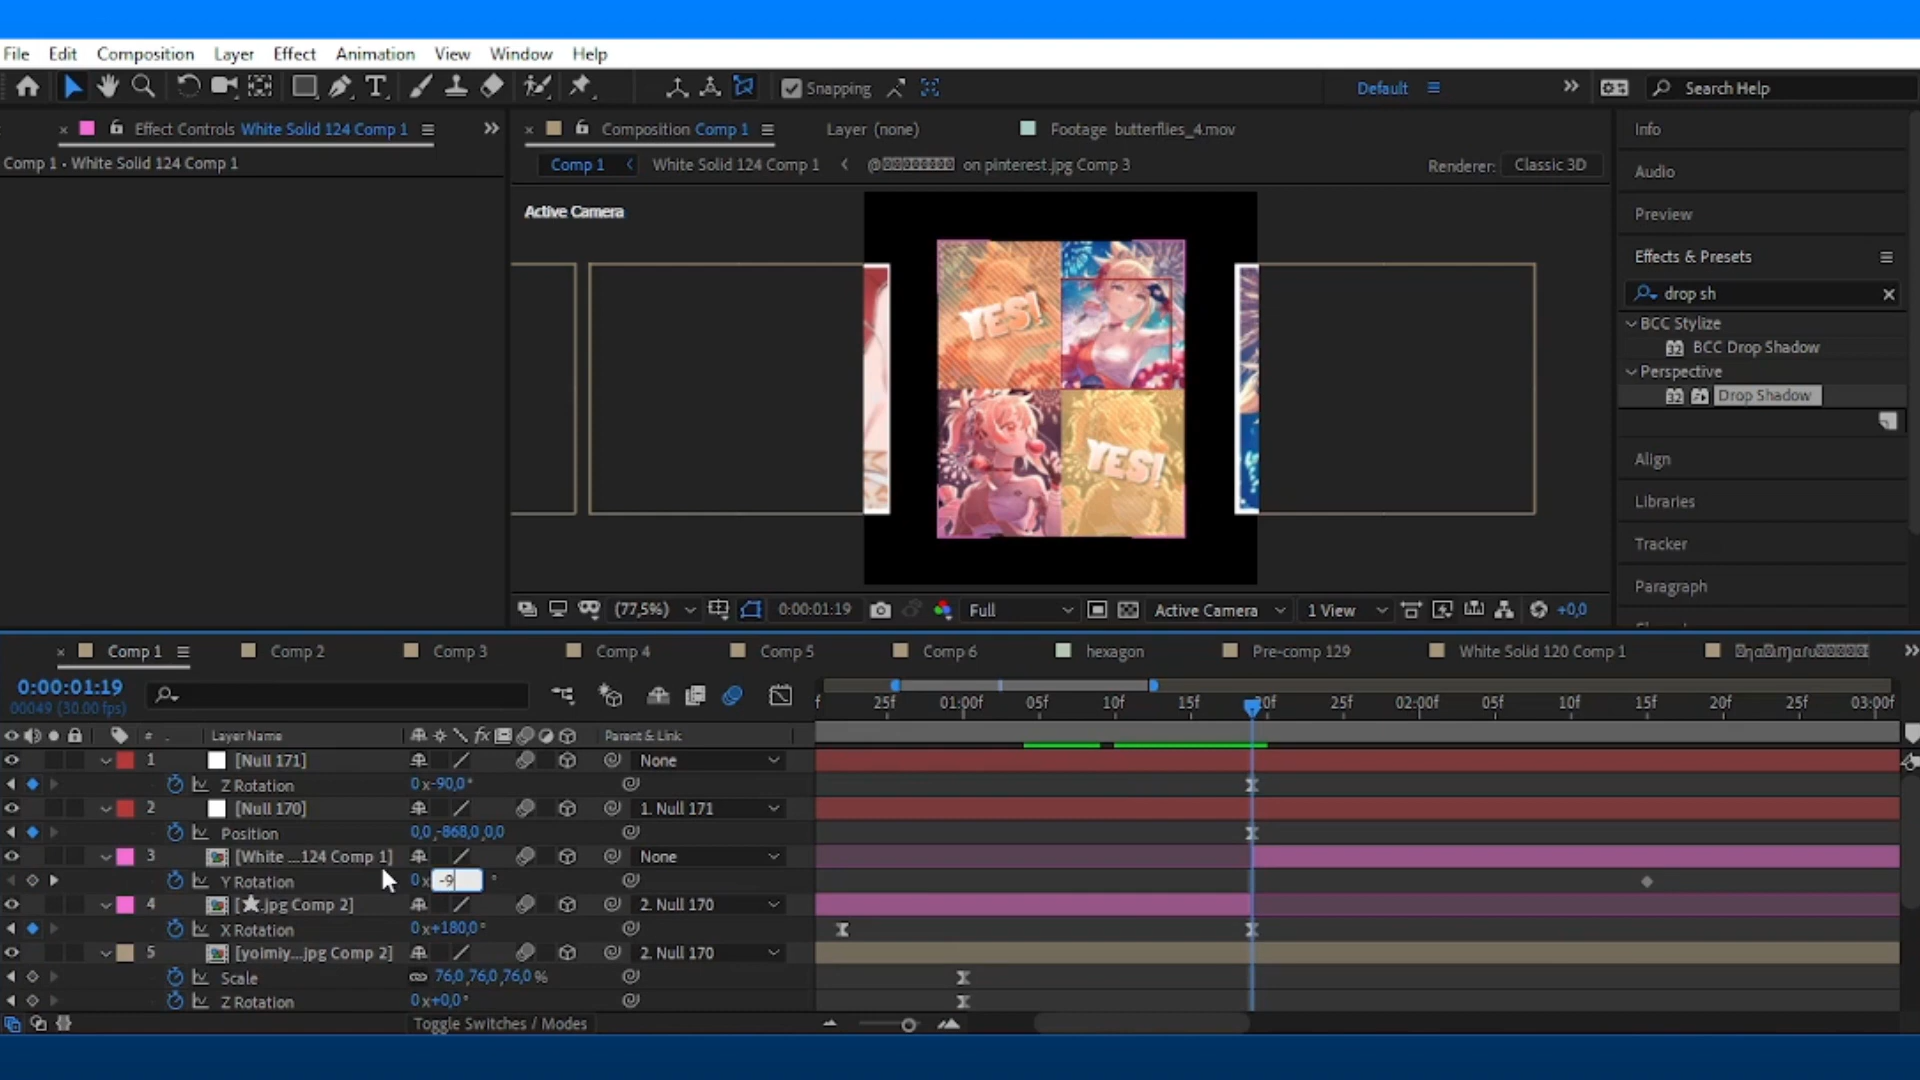 File Edit Composition Layer Effect Animation View Window Help
Snapping Default Search Help
Effect Controls White Solid 124 Comp 1
Composition Comp 1 Layer (none) Footage butterflies_4.mov
Info
Comp 1 • White Solid 124 Comp 1
Comp 1 White Solid 124 Comp 1 on pinterest.jpg Comp 3 Renderer: Classic 3D
Audio
Active Camera
Preview
Effects & Presets
drop sh
BCC Stylize
BCC Drop Shadow
Perspective
Drop Shadow
YES!
YES!
Align
Libraries
Tracker
Paragraph
(77,5%) 0:00:01:19 Full Active Camera 1 View +0,0
Comp 1 Comp 2 Comp 3 Comp 4 Comp 5 Comp 6 hexagon Pre-comp 129 White Solid 120 Comp 1
0:00:01:19
00049 (30.00 fps)
f 25f 01:00f 05f 10f 15f 20f 25f 02:00f 05f 10f 15f 20f 25f 03:00f
# Layer Name Parent & Link
1 [Null 171] None
Z Rotation 0x-90,0°
2 [Null 170] 1. Null 171
Position 0,0,-868,0,0,0
3 [White ...124 Comp 1] None
Y Rotation 0x -9 °
4 [★.jpg Comp 2] 2. Null 170
X Rotation 0x+180,0°
5 [yoimiy...jpg Comp 2] 2. Null 170
Scale 76,0,76,0,76,0%
Z Rotation 0x+0,0°
Toggle Switches / Modes